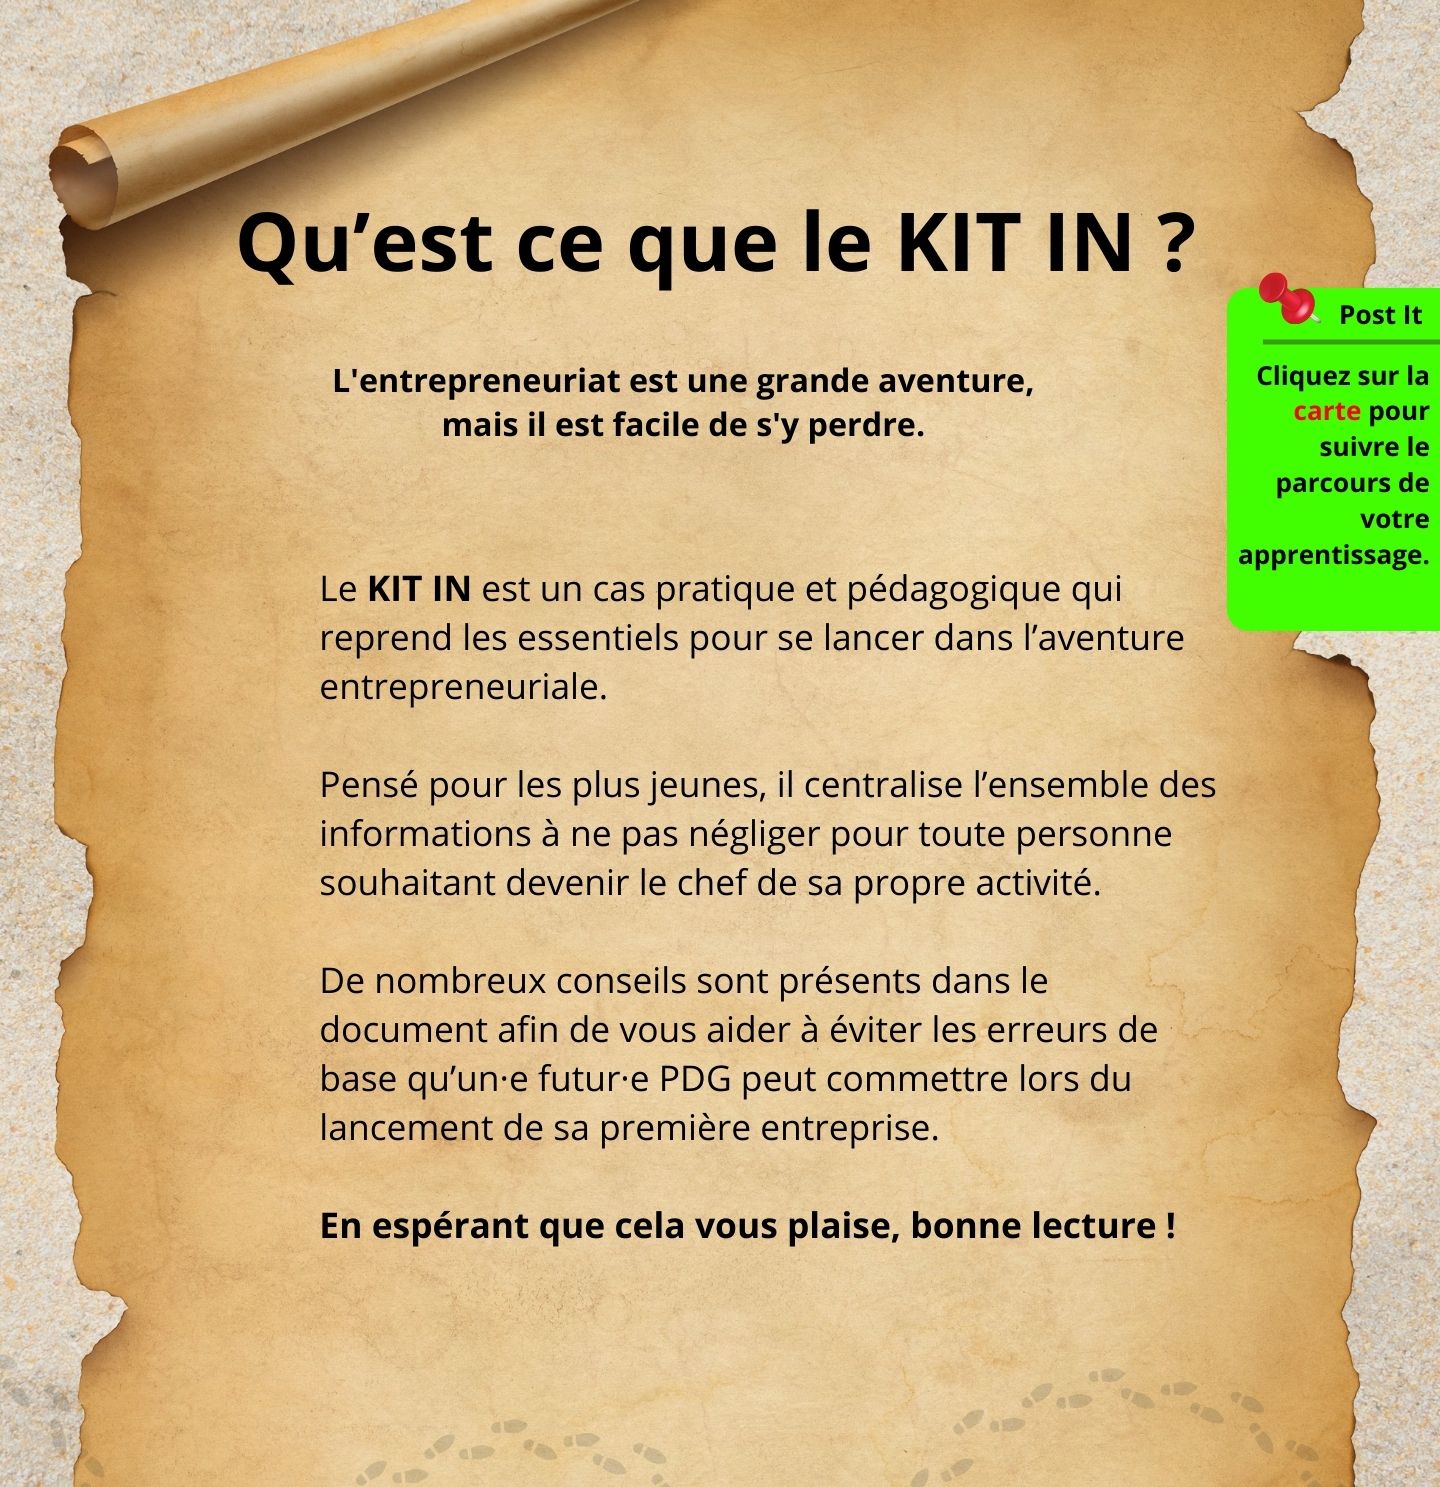 Qu’est ce que le KIT IN ?
L'entrepreneuriat est une grande aventure,
mais il est facile de s'y perdre.
Post It
Cliquez sur la
carte pour
suivre le
parcours de
votre
apprentissage.
Le KIT IN est un cas pratique et pédagogique qui
reprend les essentiels pour se lancer dans l’aventure
entrepreneuriale.
Pensé pour les plus jeunes, il centralise l’ensemble des
informations à ne pas négliger pour toute personne
souhaitant devenir le chef de sa propre activité.
De nombreux conseils sont présents dans le
document afin de vous aider à éviter les erreurs de
base qu’un·e futur·e PDG peut commettre lors du
lancement de sa première entreprise.
En espérant que cela vous plaise, bonne lecture !